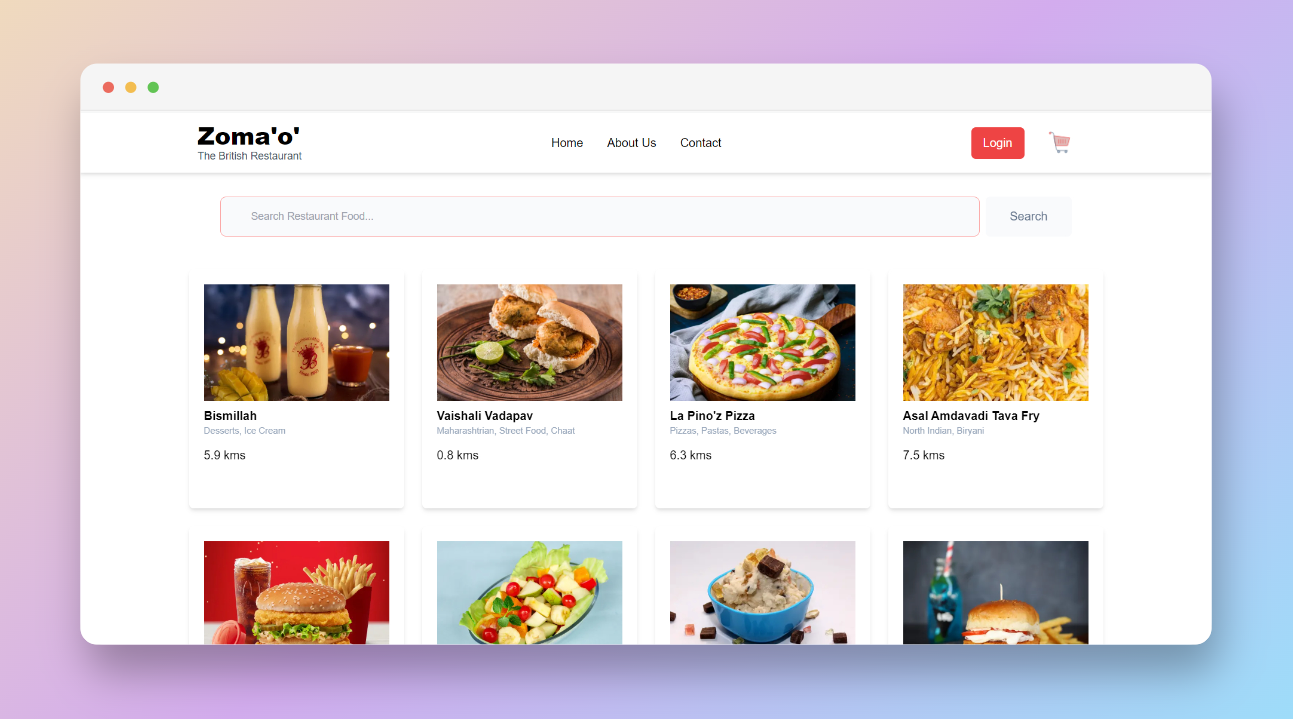 Zoma'o'
The British Restaurant
Home About Us Contact
Login
Search Restaurant Food...
Search
Bismillah
Desserts, Ice Cream
5.9 kms
Vaishali Vadapav
Maharashtrian, Street Food, Chaat
0.8 kms
La Pino'z Pizza
Pizzas, Pastas, Beverages
6.3 kms
Asal Amdavadi Tava Fry
North Indian, Biryani
7.5 kms